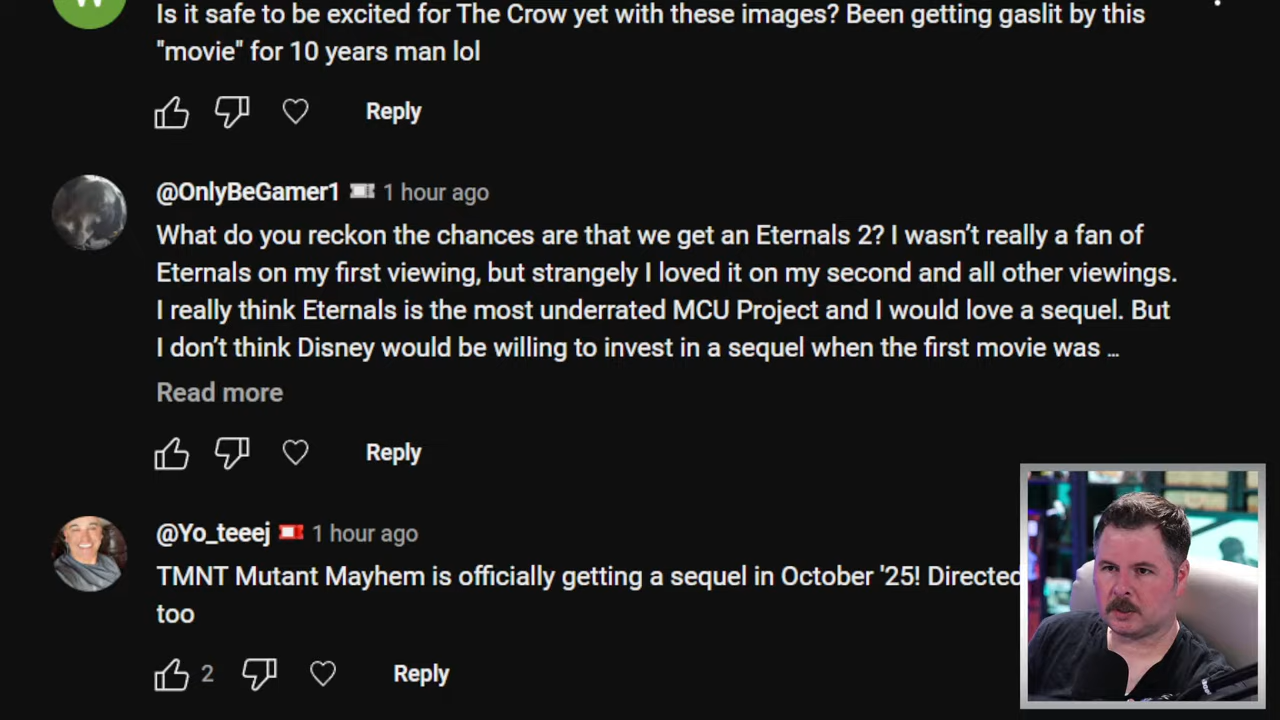 Is it safe to be excited for The Crow yet with these images? Been getting gaslit by this
"movie" for 10 years man lol
Reply
@OnlyBeGamer1 1 hour ago
What do you reckon the chances are that we get an Eternals 2? I wasn’t really a fan of
Eternals on my first viewing, but strangely I loved it on my second and all other viewings.
I really think Eternals is the most underrated MCU Project and I would love a sequel. But
I don’t think Disney would be willing to invest in a sequel when the first movie was ...
Read more
Reply
@Yo_teeej 1 hour ago
TMNT Mutant Mayhem is officially getting a sequel in October '25! Directed
too
2 Reply